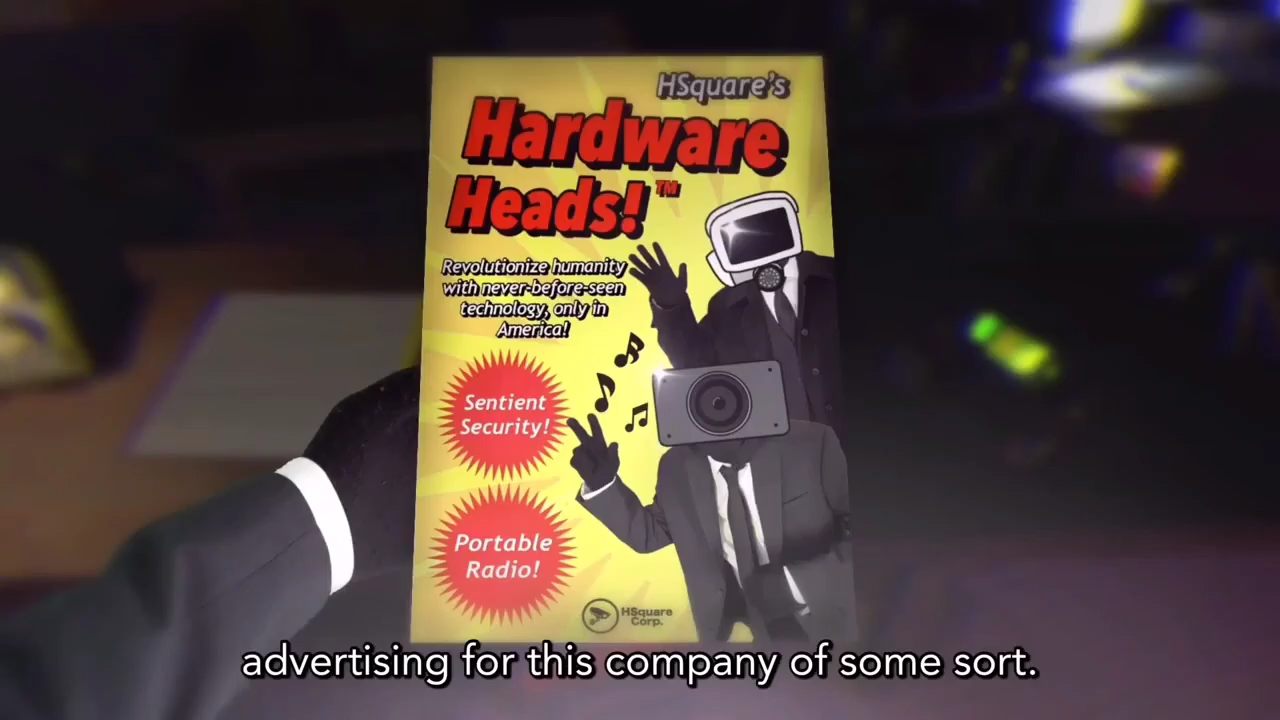 HSquare's
Hardware
Heads!™
Revolutionize humanity
with never-before-seen
technology, only in
America!
Sentient
Security!
Portable
Radio!
HSquare
Corp.
advertising for this company of some sort.